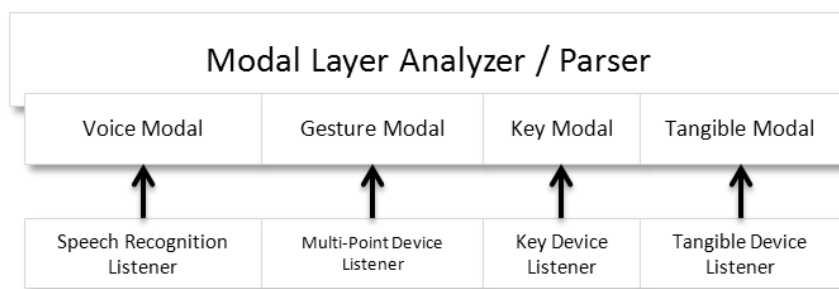 Modal Layer Analyzer / Parser
Voice Modal
Gesture Modal
Key Modal
Tangible Modal
Speech Recognition
Listener
Multi-Point Device
Listener
Key Device
Listener
Tangible Device
Listener